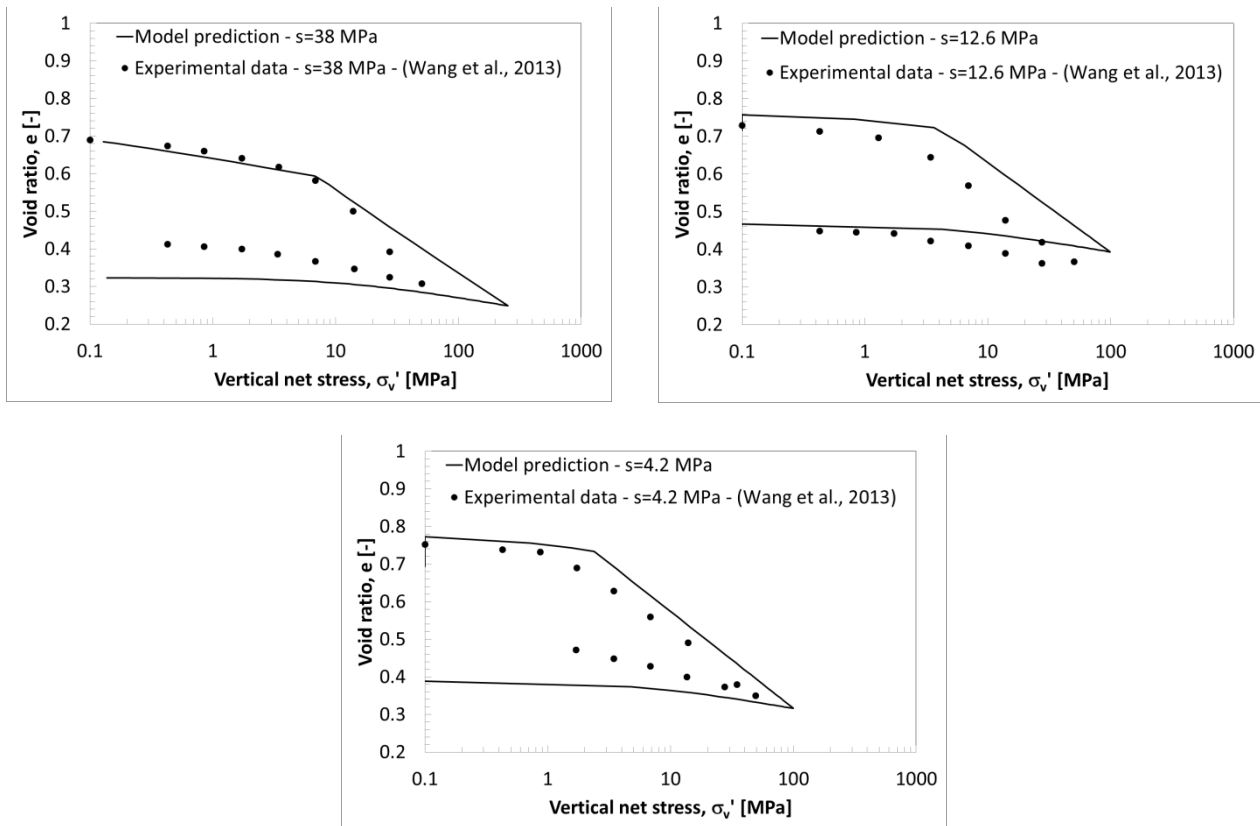 1
Model prediction - s=38 MPa
0.9
Experimental data - s=38 MPa - (Wang et al., 2013)
0.8
0.7
0.6
0.5
0.4
0.3
0.2
Void ratio, e [-]
0.1 1 10 100 1000
Vertical net stress, σv' [MPa]
1
Model prediction - s=12.6 MPa
0.9
Experimental data - s=12.6 MPa - (Wang et al., 2013)
0.8
0.7
0.6
0.5
0.4
0.3
0.2
Void ratio, e [-]
0.1 1 10 100 1000
Vertical net stress, σv' [MPa]
1
Model prediction - s=4.2 MPa
0.9
Experimental data - s=4.2 MPa - (Wang et al., 2013)
0.8
0.7
0.6
0.5
0.4
0.3
0.2
Void ratio, e [-]
0.1 1 10 100 1000
Vertical net stress, σv' [MPa]